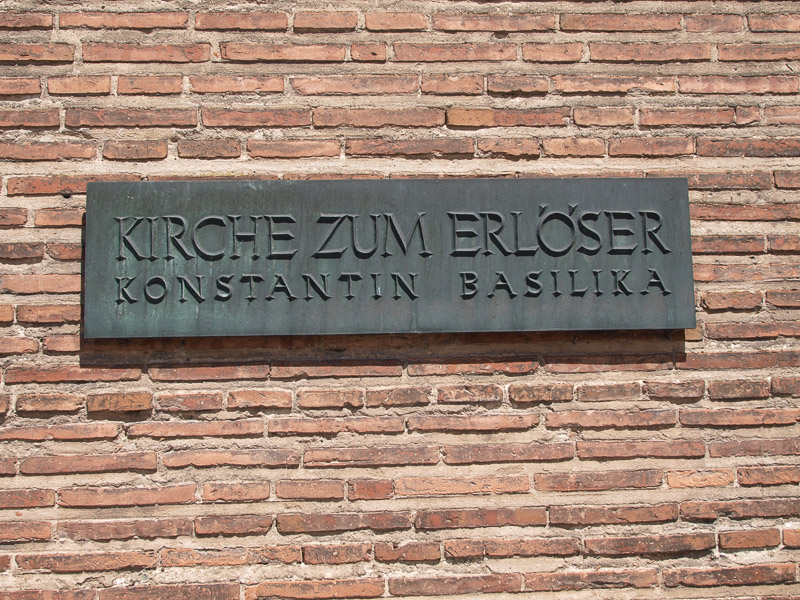 KIRCHE ZUM ERLÖSER
KONSTANTIN BASILIKA